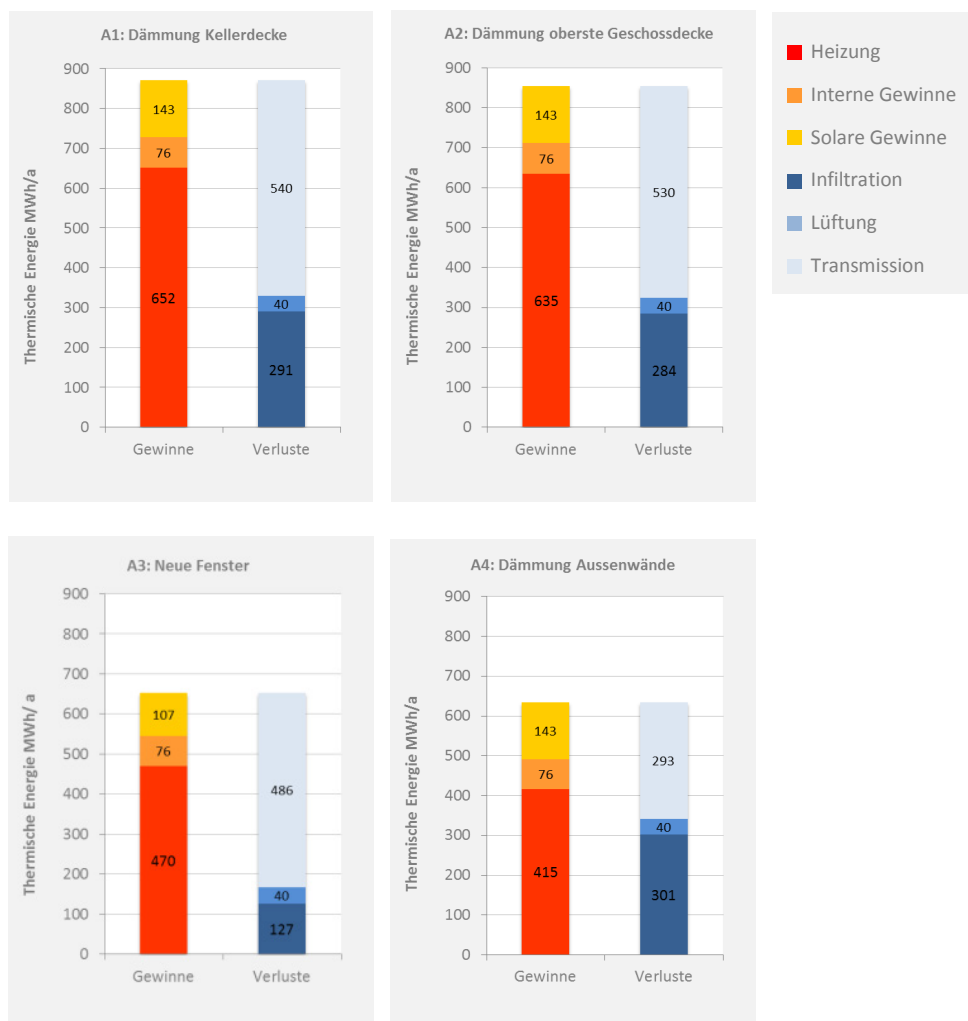 A1: Dämmung Kellerdecke
Thermische Energie MWh/a
900
800
700
600
500
400
300
200
100
0
143
76
652
540
40
291
Gewinne
Verluste
A2: Dämmung oberste Geschossdecke
Thermische Energie MWh/a
900
800
700
600
500
400
300
200
100
0
143
76
635
530
40
284
Gewinne
Verluste
Heizung
Interne Gewinne
Solare Gewinne
Infiltration
Lüftung
Transmission
A3: Neue Fenster
Thermische Energie MWh/ a
900
800
700
600
500
400
300
200
100
0
107
76
470
486
40
127
Gewinne
Verluste
A4: Dämmung Aussenwände
Thermische Energie MWh/a
900
800
700
600
500
400
300
200
100
0
143
76
415
293
40
301
Gewinne
Verluste